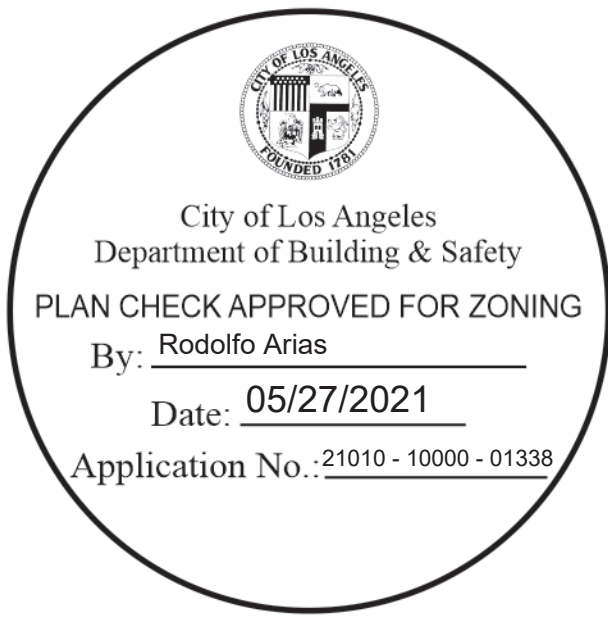 CITY OF LOS ANGELES
FOUNDED 1781
City of Los Angeles
Department of Building & Safety
PLAN CHECK APPROVED FOR ZONING
By: Rodolfo Arias
Date: 05/27/2021
Application No.: 21010 - 10000 - 01338